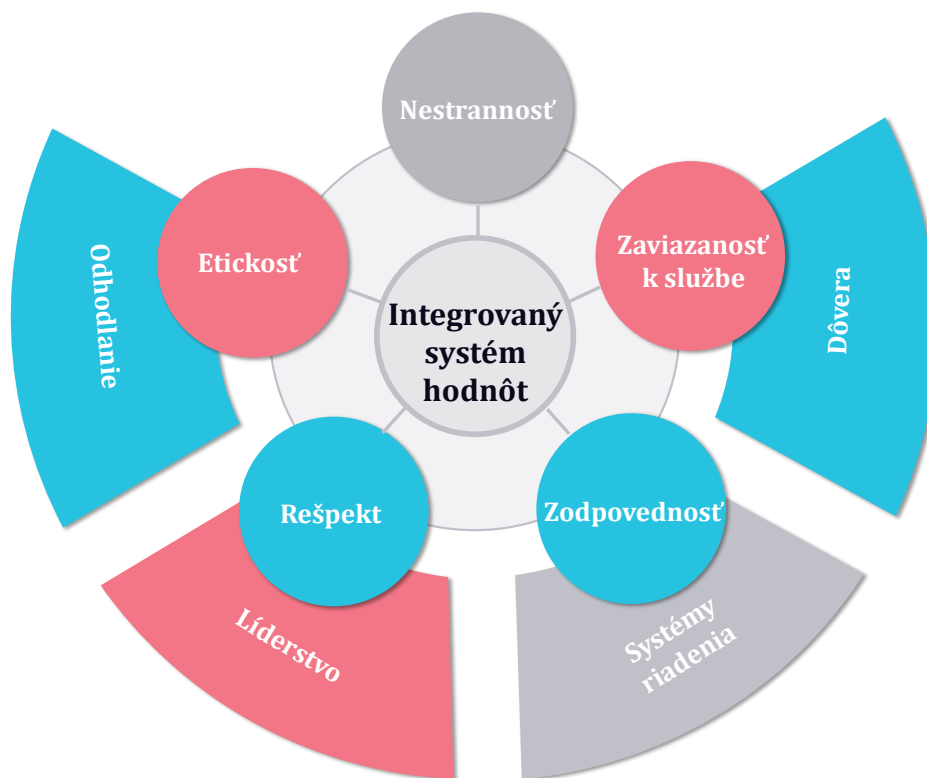 Nestrannosť
Etickosť
Zaviazanosť
k službe
Odhodlanie
Dôvera
Integrovaný
systém
hodnôt
Rešpekt
Zodpovednosť
Líderstvo
Systémy
riadenia